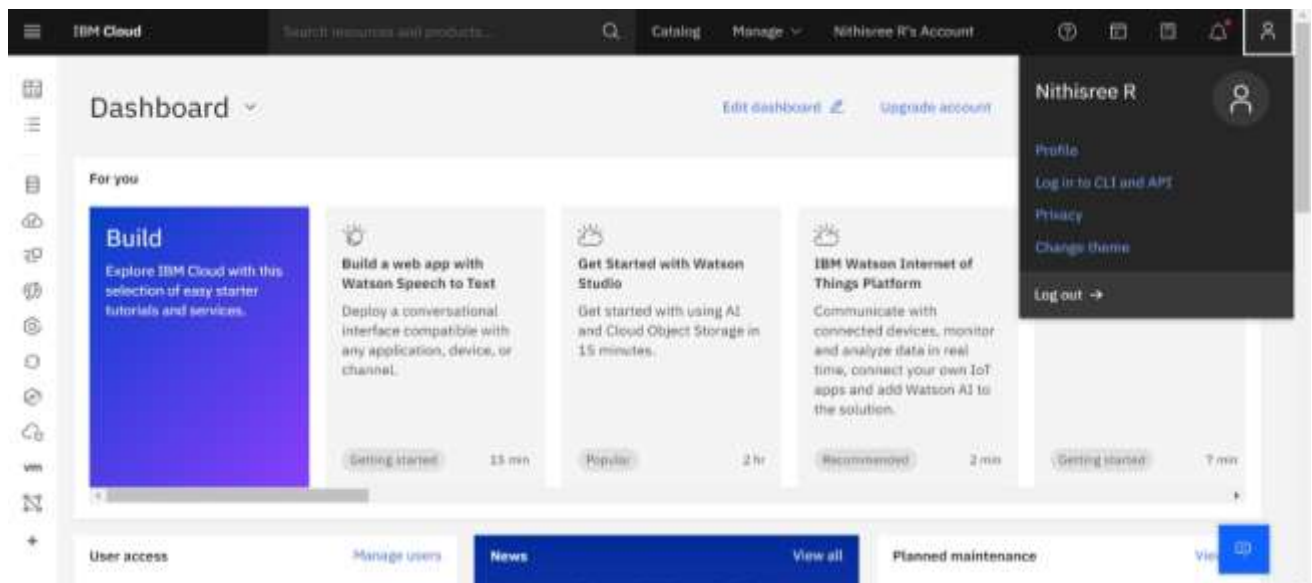 IBM Cloud
Search resources and products...
Catalog
Manage
Nithisree R's Account
Nithisree R
Profile
Log in to CLI and API
Privacy
Change theme
Log out →
Dashboard
Edit dashboard
Upgrade account
For you
Build
Explore IBM Cloud with this
selection of easy starter
tutorials and services.
Build a web app with
Watson Speech to Text
Deploy a conversational
interface compatible with
any application, device, or
channel.
Getting started
15 min
Get Started with Watson
Studio
Get started with using AI
and Cloud Object Storage in
15 minutes.
Popular
2 hr
IBM Watson Internet of
Things Platform
Communicate with
connected devices, monitor
and analyze data in real
time, connect your own IoT
apps and add Watson AI to
the solution.
Recommended
2 min
Getting started
7 min
vm
User access
Manage users
News
View all
Planned maintenance